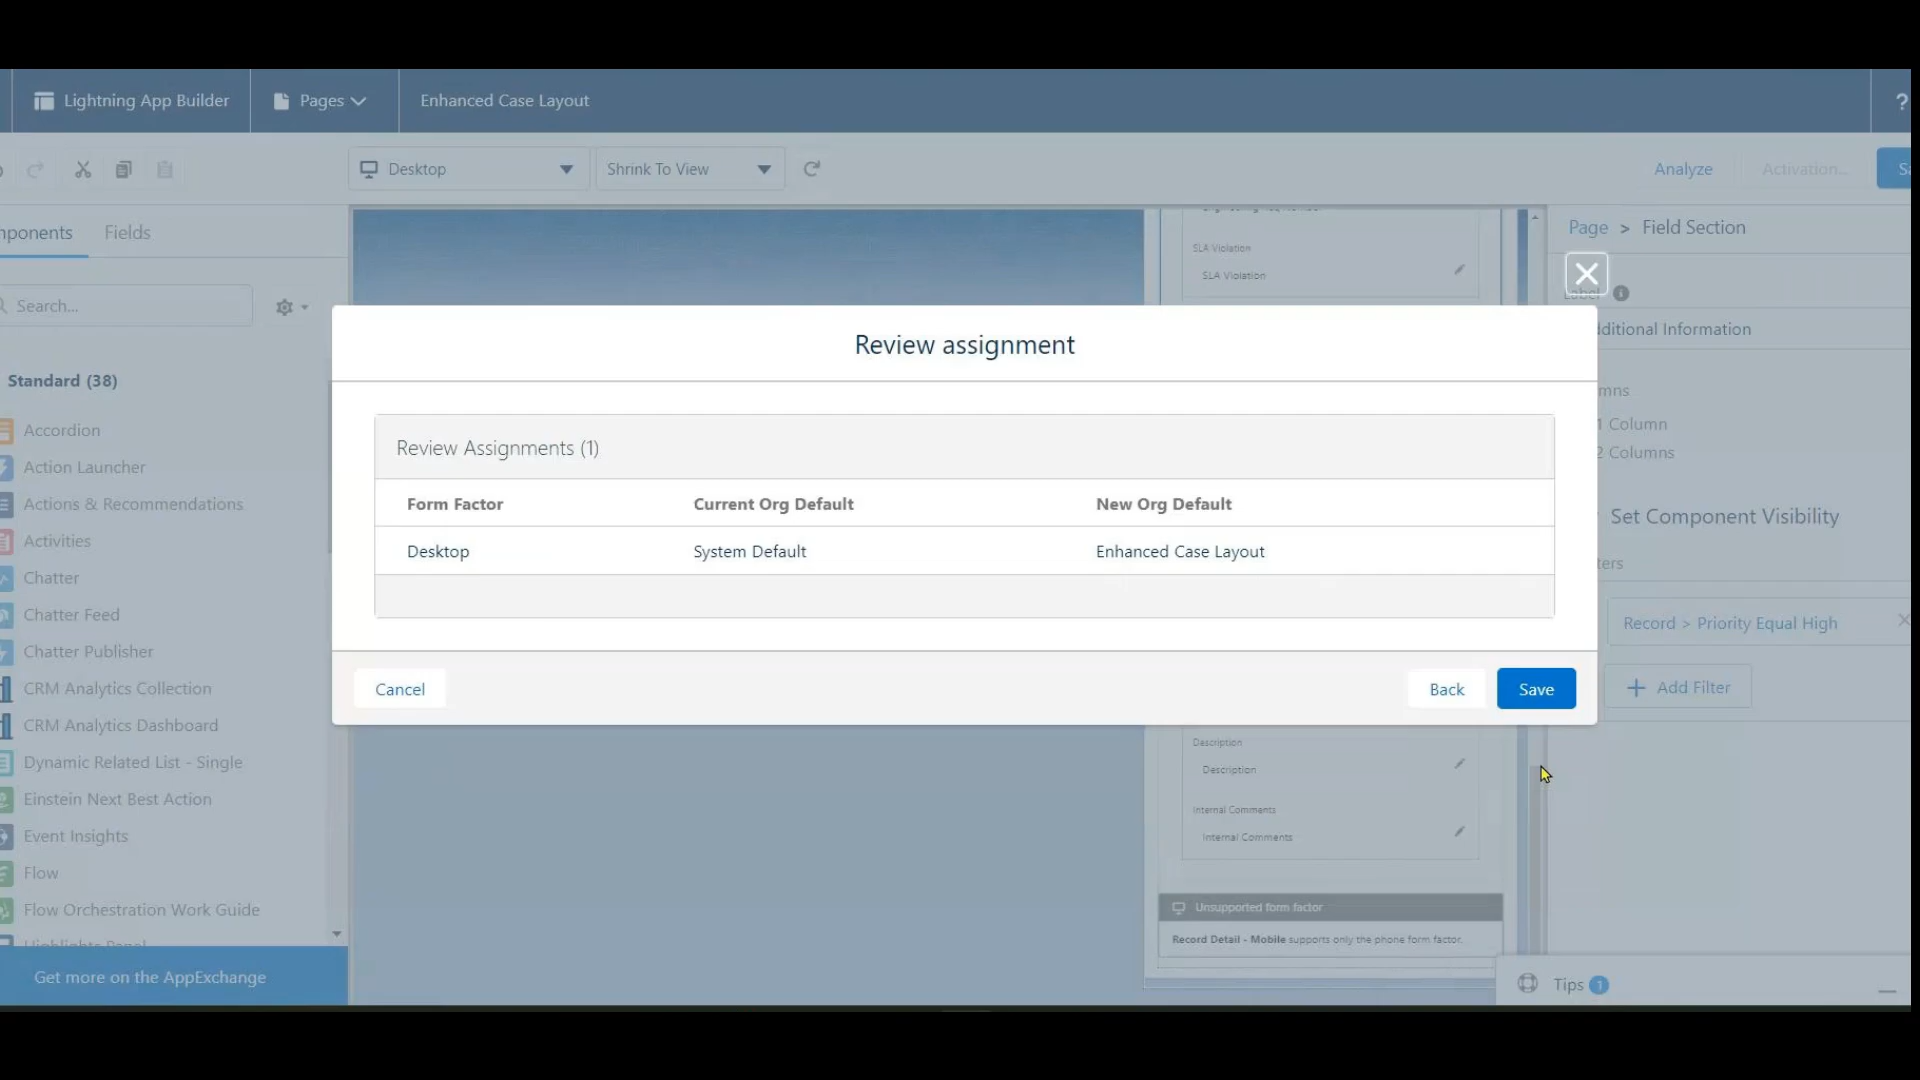 Lightning App Builder
Pages
Enhanced Case Layout
?
Desktop
Shrink To View
Analyze
Activation...
Fields
Page > Field Section
SLA Violation
SLA Violation
Search...
Standard (38)
Accordion
Action Launcher
Actions & Recommendations
Activities
Chatter
Chatter Feed
Chatter Publisher
CRM Analytics Collection
CRM Analytics Dashboard
Dynamic Related List - Single
Einstein Next Best Action
Event Insights
Flow
Flow Orchestration Work Guide
Get more on the AppExchange
Review assignment
Review Assignments (1)
Form Factor Current Org Default New Org Default
Desktop System Default Enhanced Case Layout
Cancel
Back
Save
Information
1 Column
2 Columns
Set Component Visibility
Record > Priority Equal High
Add Filter
Description
Description
Internal Comments
Internal Comments
Unsupported form factor
Record Detail - Mobile supports only the phone form factor.
Tips 1